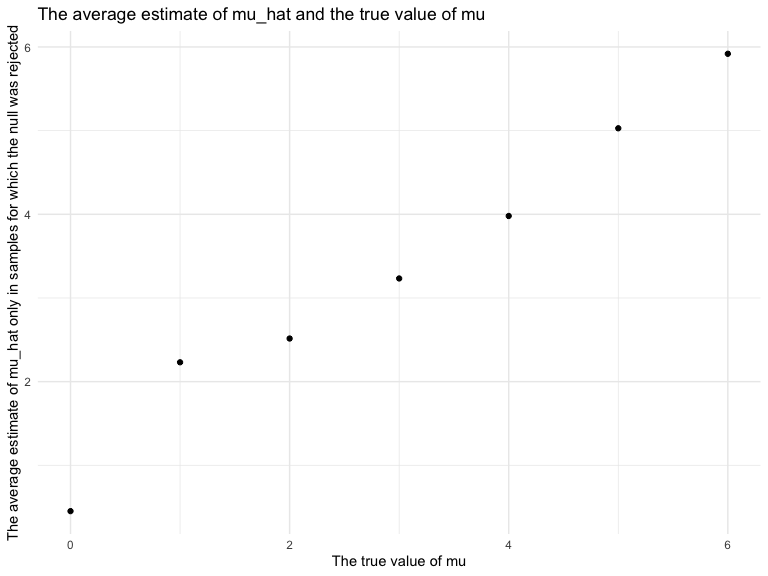 The average estimate of mu_hat and the true value of mu
The average estimate of mu_hat only in samples for which the null was rejected
6
4
2
0
2
4
6
The true value of mu